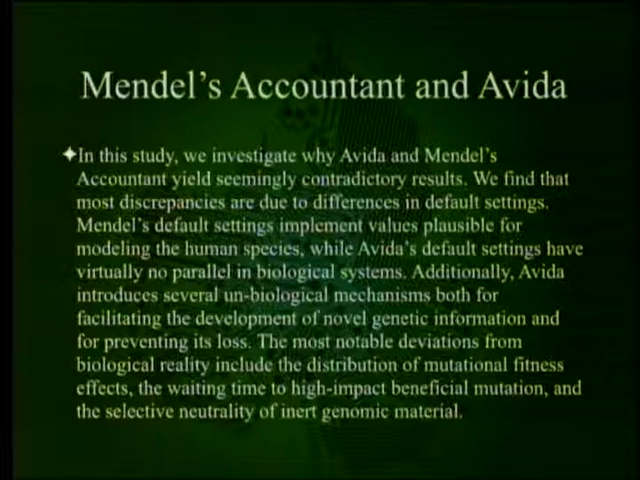 Mendel's Accountant and Avida
✦In this study, we investigate why Avida and Mendel's
Accountant yield seemingly contradictory results. We find that
most discrepancies are due to differences in default settings.
Mendel's default settings implement values plausible for
modeling the human species, while Avida's default settings have
virtually no parallel in biological systems. Additionally, Avida
introduces several un-biological mechanisms both for
facilitating the development of novel genetic information and
for preventing its loss. The most notable deviations from
biological reality include the distribution of mutational fitness
effects, the waiting time to high-impact beneficial mutation, and
the selective neutrality of inert genomic material.